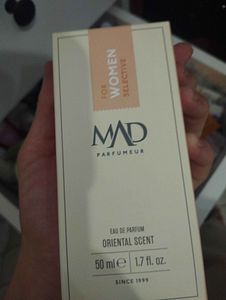 FOR
WOMEN
SELECTIVE
MAD
PARFUMEUR
EAU DE PARFUM
ORIENTAL SCENT
50 ml ℮ 1.7 fl. oz.
SINCE 1999